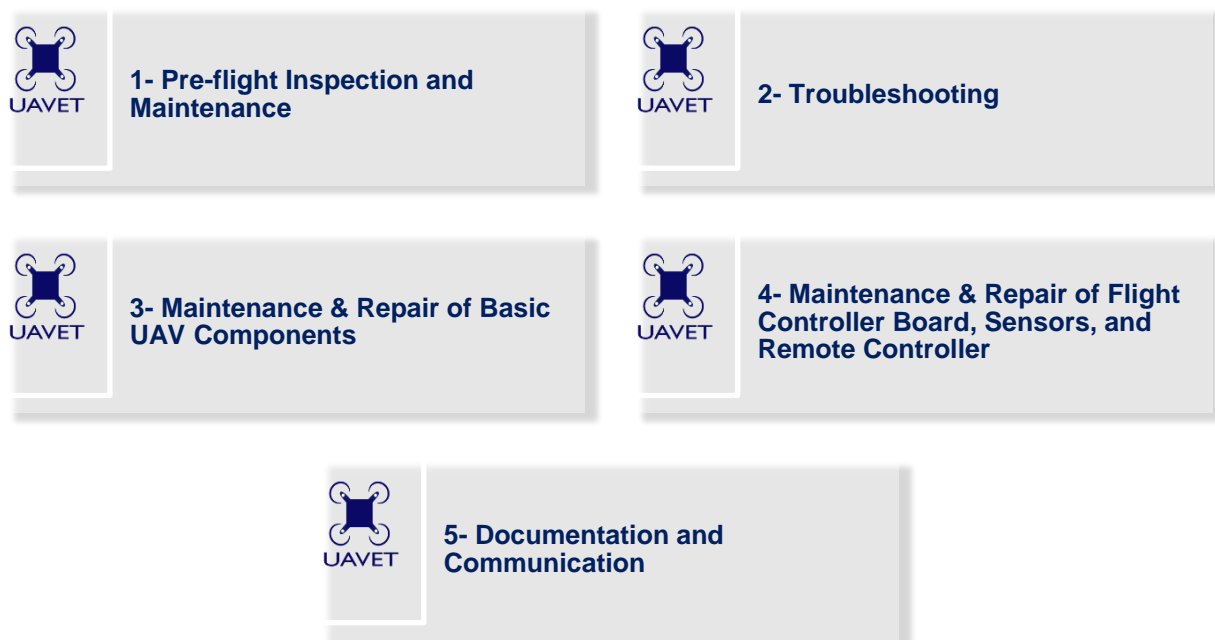 UAVET
1- Pre-flight Inspection and
Maintenance
UAVET
2- Troubleshooting
UAVET
3- Maintenance & Repair of Basic
UAV Components
UAVET
4- Maintenance & Repair of Flight
Controller Board, Sensors, and
Remote Controller
UAVET
5- Documentation and
Communication